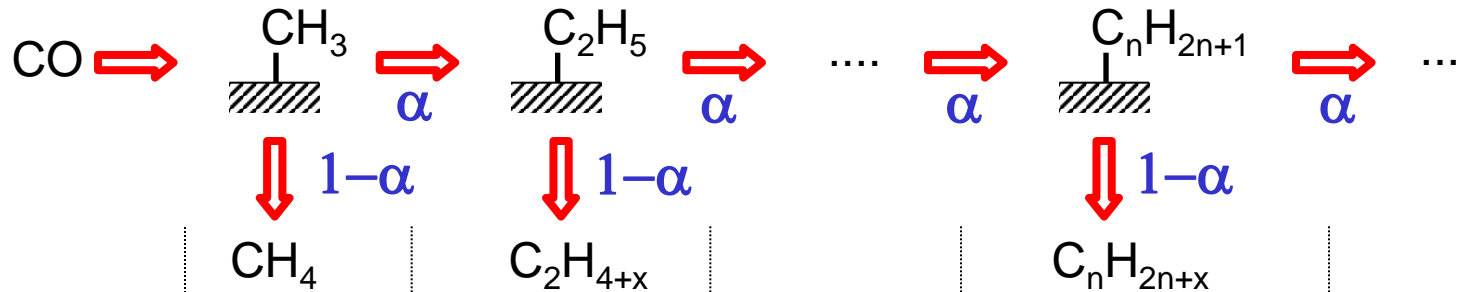 CO CH₃ C₂H₅ .... CₙH₂ₙ₊₁ ...
α α α α
1−α 1−α 1−α
CH₄ C₂H₄₊ₓ CₙH₂ₙ₊ₓ